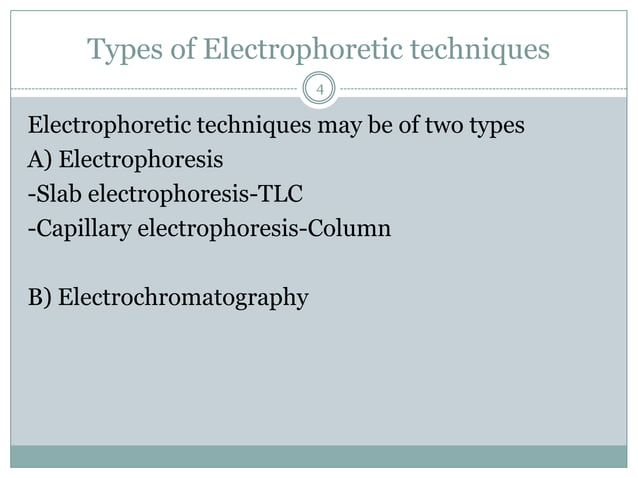 Types of Electrophoretic techniques
4
Electrophoretic techniques may be of two types
A) Electrophoresis
-Slab electrophoresis-TLC
-Capillary electrophoresis-Column
B) Electrochromatography